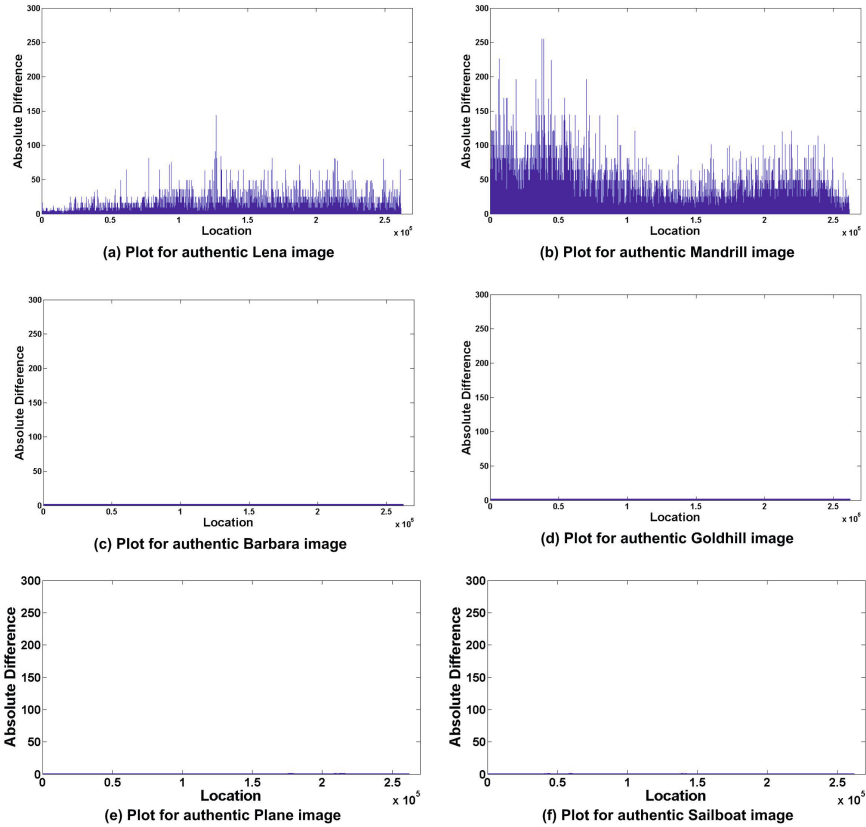 300
250
200
150
100
50
0
Absolute Difference
0 0.5 1 1.5 2 2.5
Location
x 10^5
(a) Plot for authentic Lena image
300
250
200
150
100
50
0
Absolute Difference
0 0.5 1 1.5 2 2.5
Location
x 10^5
(b) Plot for authentic Mandrill image
300
250
200
150
100
50
0
Absolute Difference
0 0.5 1 1.5 2 2.5
Location
x 10^5
(c) Plot for authentic Barbara image
300
250
200
150
100
50
0
Absolute Difference
0 0.5 1 1.5 2 2.5
Location
x 10^5
(d) Plot for authentic Goldhill image
300
250
200
150
100
50
0
Absolute Difference
0 0.5 1 1.5 2 2.5
Location
x 10^5
(e) Plot for authentic Plane image
300
250
200
150
100
50
0
Absolute Difference
0 0.5 1 1.5 2 2.5
Location
x 10^5
(f) Plot for authentic Sailboat image